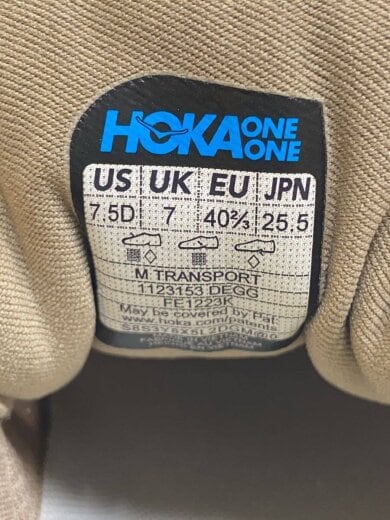 HOKA ONE ONE
US UK EU JPN
7.5D 7 40⅔ 25.5
M TRANSPORT
1123153 DEGG
FE1223K
May be covered by Pat.
www.hoka.com/patents